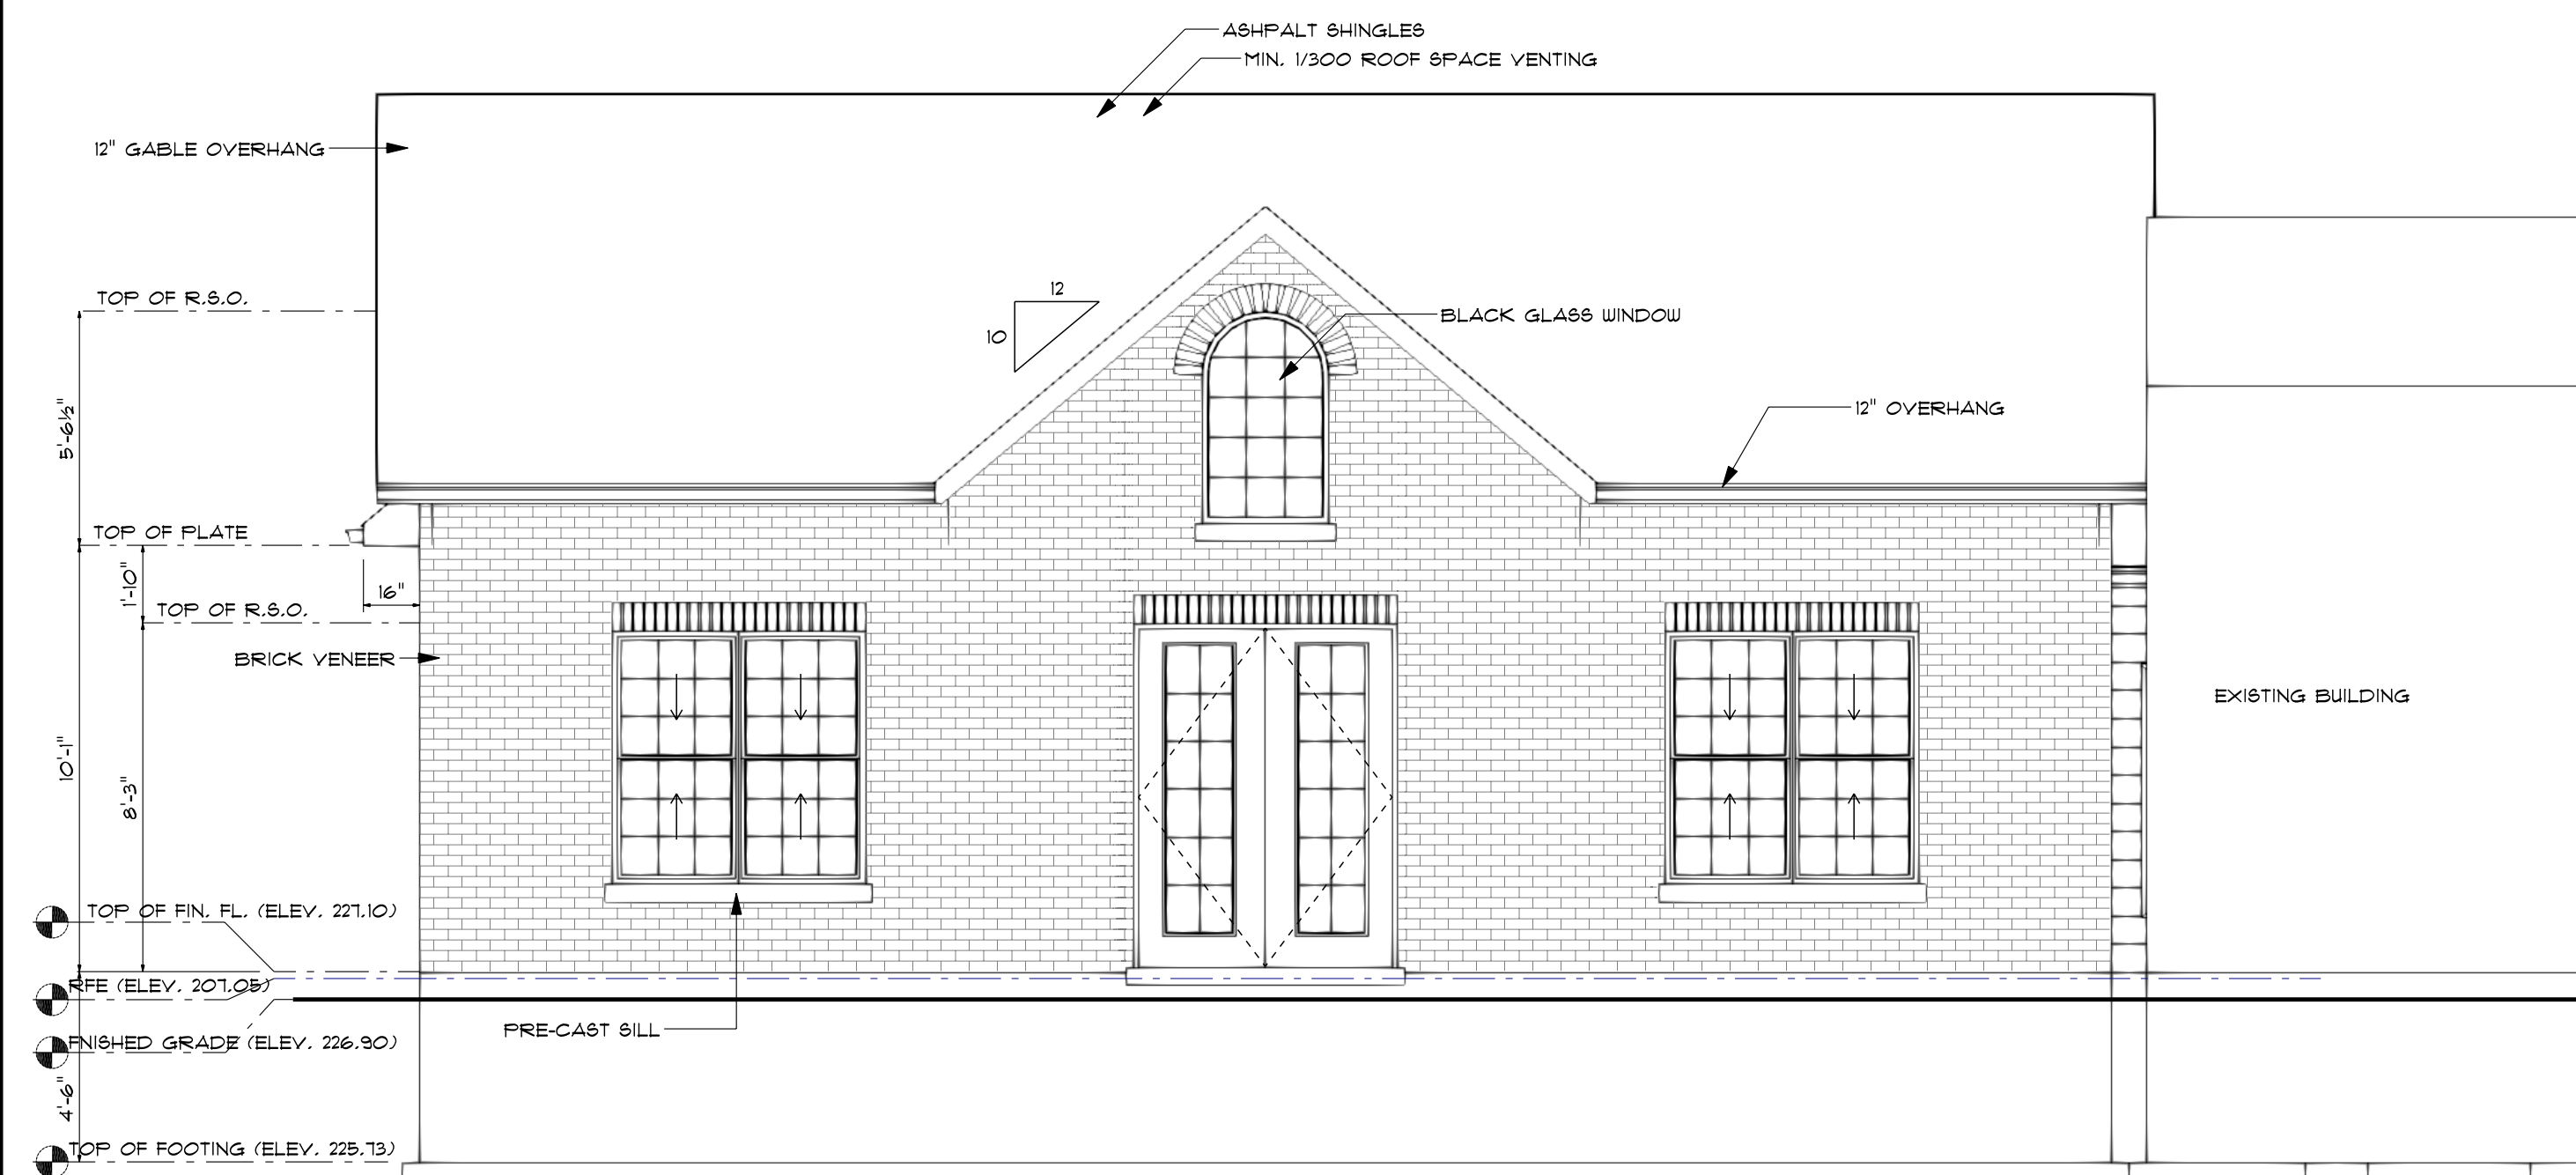 ASHPALT SHINGLES
MIN. 1/300 ROOF SPACE VENTING
12" GABLE OVERHANG
TOP OF R.S.O.
12
10
BLACK GLASS WINDOW
12" OVERHANG
5'-6½"
TOP OF PLATE
1'-10"
16"
TOP OF R.S.O.
BRICK VENEER
EXISTING BUILDING
10'-1"
8'-3"
TOP OF FIN. FL. (ELEV. 227.10)
RFE (ELEV. 207.05)
PRE-CAST SILL
FNISHED GRADE (ELEV. 226.90)
4'-6"
TOP OF FOOTING (ELEV. 225.73)